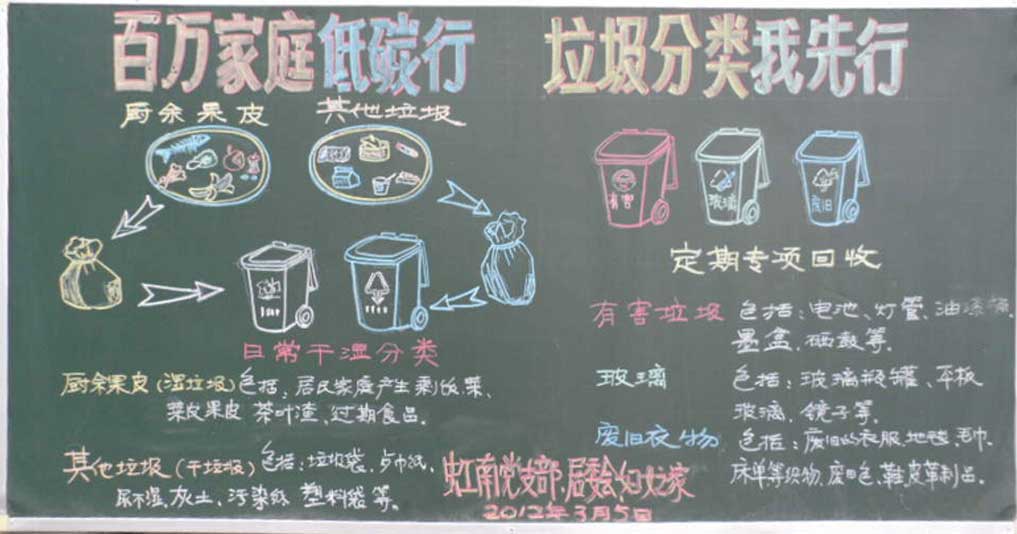 百万家庭低碳行
垃圾分类我先行
厨余果皮
其他垃圾
日常干湿分类
厨余果皮(湿垃圾)包括:居民家庭产生剩饭菜、
菜皮果皮 茶叶渣、过期食品。
其他垃圾(干垃圾)包括:垃圾袋、卫巾纸、
尿不湿、灰土、污染纸 塑料袋等。
有害
玻璃
废旧
定期专项回收
有害垃圾 包括:电池、灯管、油漆桶、
墨盒、硒鼓等。
玻璃 包括:玻璃瓶罐、平板
玻璃、镜子等。
废旧衣物 包括:废旧的衣服、地毯、毛巾、
床单等织物、废旧包、鞋皮革制品。
虹南党支部、居委会、妇女之家
2012年3月5日